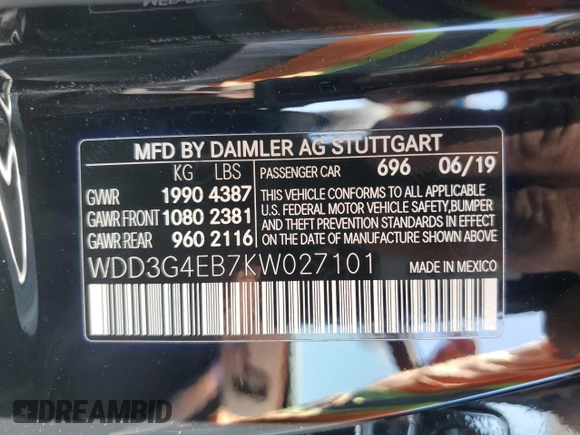 MFD BY DAIMLER AG STUTTGART
KG LBS PASSENGER CAR 696 06/19
GVWR 1990 4387
GAWR FRONT 1080 2381
GAWR REAR 960 2116
THIS VEHICLE CONFORMS TO ALL APPLICABLE
U.S. FEDERAL MOTOR VEHICLE SAFETY,BUMPER
AND THEFT PREVENTION STANDARDS IN EFFECT
ON THE DATE OF MANUFACTURE SHOWN ABOVE.
WDD3G4EB7KW027101 MADE IN MEXICO
DREAMBID